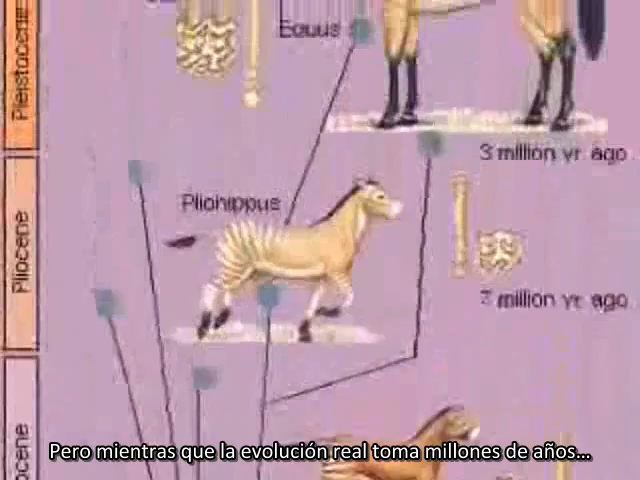 Pleistocene
Equus
3 million yr. ago
Pliohippus
Pliocene
7 million yr. ago
ocene
Pero mientras que la evolución real toma millones de años...